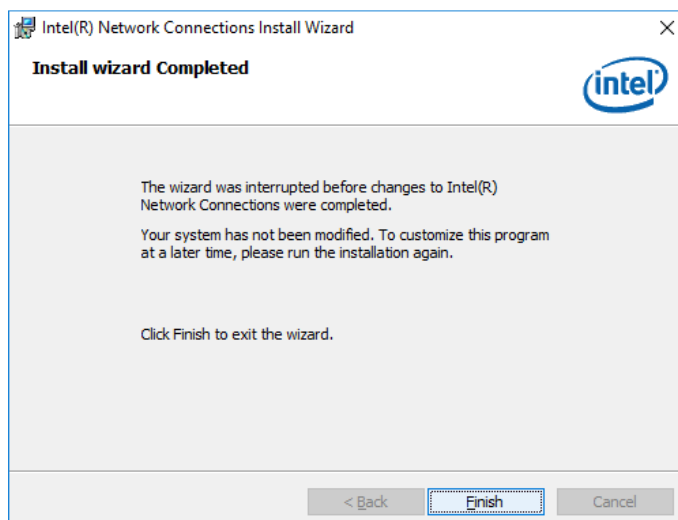 Intel(R) Network Connections Install Wizard
Install wizard Completed
intel
The wizard was interrupted before changes to Intel(R)
Network Connections were completed.
Your system has not been modified. To customize this program
at a later time, please run the installation again.
Click Finish to exit the wizard.
< Back
Finish
Cancel